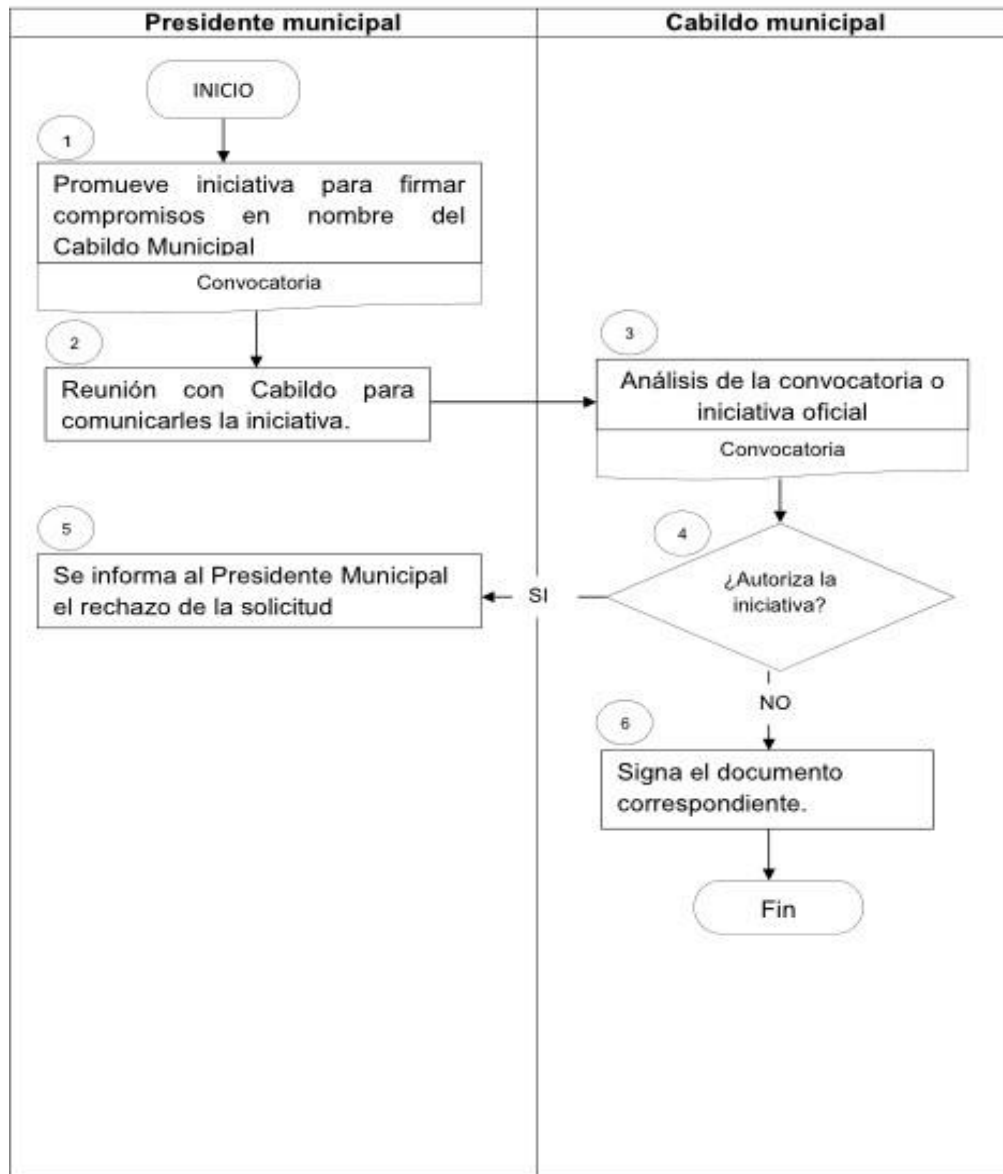 Presidente municipal
Cabildo municipal
INICIO
1
Promueve iniciativa para firmar
compromisos en nombre del
Cabildo Municipal
Convocatoria
2
Reunión con Cabildo para
comunicarles la iniciativa.
3
Análisis de la convocatoria o
iniciativa oficial
Convocatoria
4
¿Autoriza la
iniciativa?
SI
5
Se informa al Presidente Municipal
el rechazo de la solicitud
NO
6
Signa el documento
correspondiente.
Fin